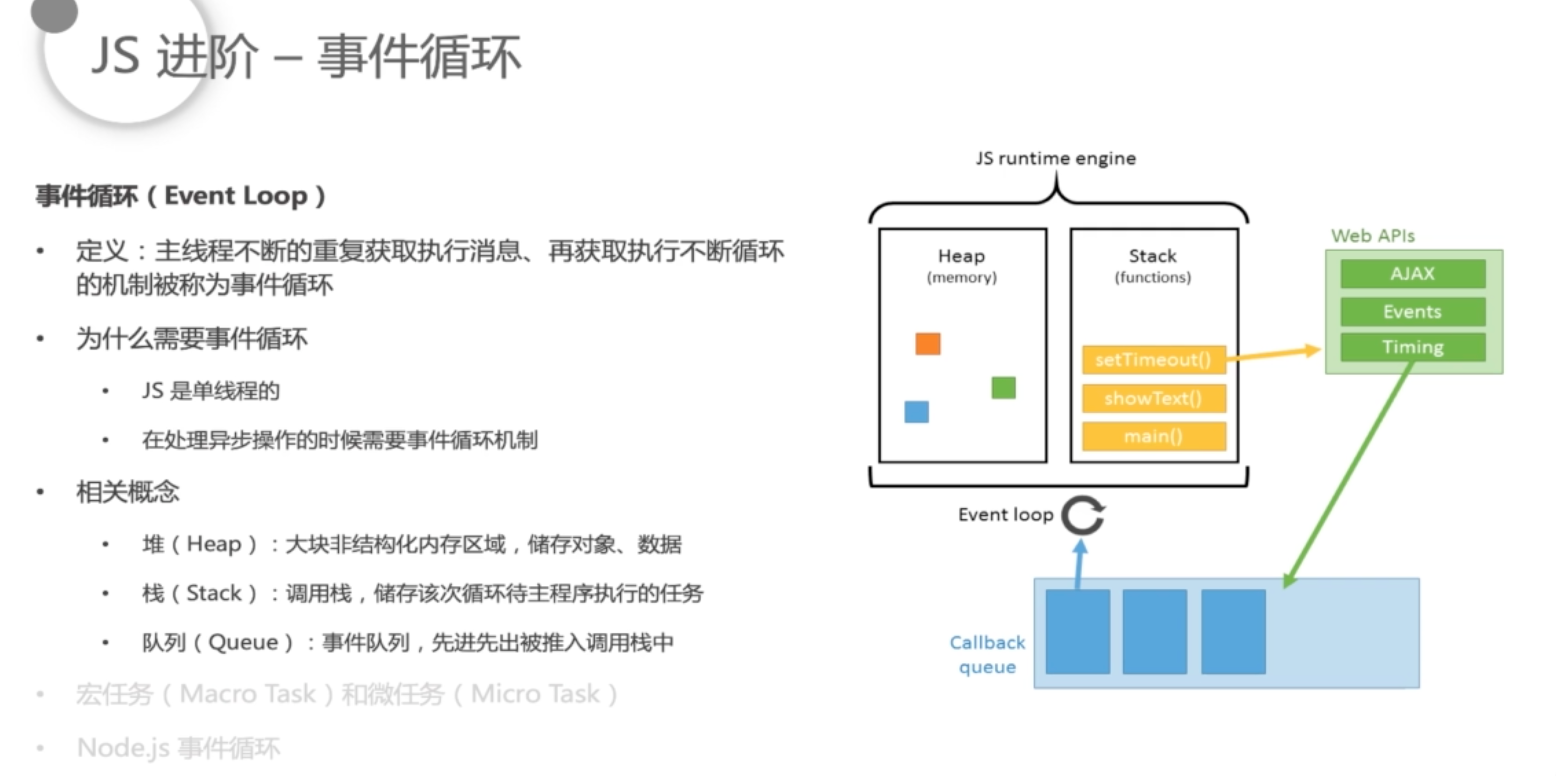 JS 进阶 – 事件循环
事件循环（Event Loop）
• 定义：主线程不断的重复获取执行消息、再获取执行不断循环
的机制被称为事件循环
• 为什么需要事件循环
• JS 是单线程的
• 在处理异步操作的时候需要事件循环机制
• 相关概念
• 堆（Heap）：大块非结构化内存区域，储存对象、数据
• 栈（Stack）：调用栈，储存该次循环待主程序执行的任务
• 队列（Queue）：事件队列，先进先出被推入调用栈中
• 宏任务（Macro Task）和微任务（Micro Task）
• Node.js 事件循环
JS runtime engine
Heap
(memory)
Stack
(functions)
setTimeout()
showText()
main()
Web APIs
AJAX
Events
Timing
Event loop
Callback
queue